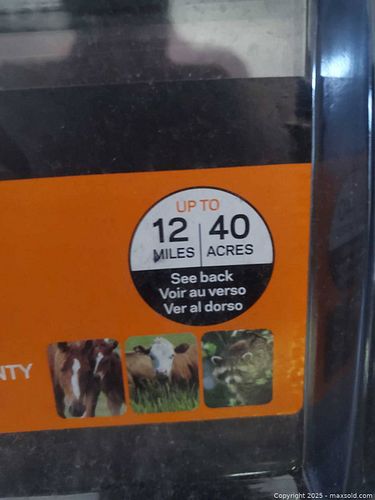 UP TO
12 MILES | 40 ACRES
See back
Voir au verso
Ver al dorso
NTY
Copyright 2025 - maxsold.com